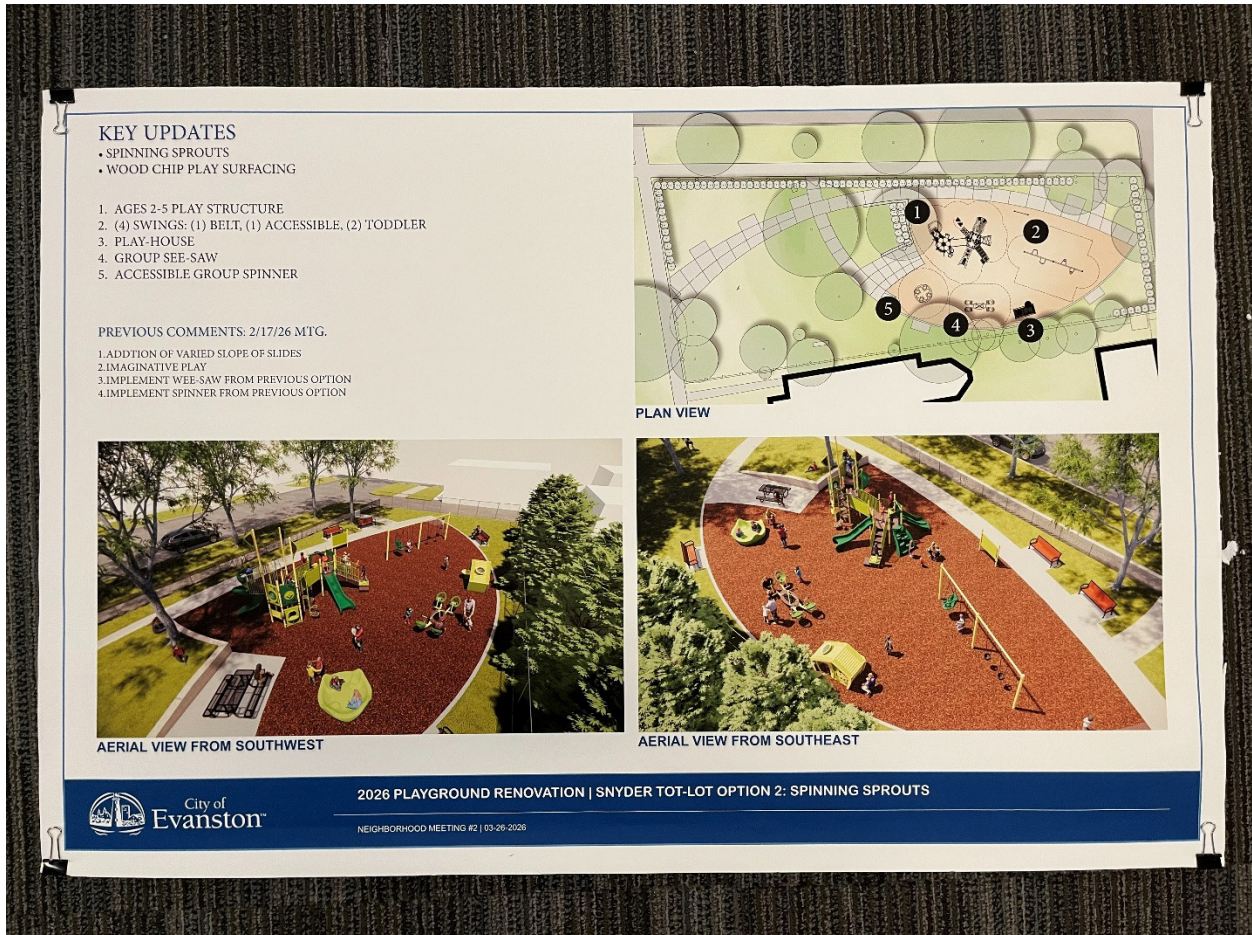 KEY UPDATES
• SPINNING SPROUTS
• WOOD CHIP PLAY SURFACING
1. AGES 2-5 PLAY STRUCTURE
2. (4) SWINGS: (1) BELT, (1) ACCESSIBLE, (2) TODDLER
3. PLAY-HOUSE
4. GROUP SEE-SAW
5. ACCESSIBLE GROUP SPINNER
PREVIOUS COMMENTS: 2/17/26 MTG.
1.ADDTION OF VARIED SLOPE OF SLIDES
2.IMAGINATIVE PLAY
3.IMPLEMENT WEE-SAW FROM PREVIOUS OPTION
4.IMPLEMENT SPINNER FROM PREVIOUS OPTION
1
2
5
4
3
PLAN VIEW
AERIAL VIEW FROM SOUTHWEST
AERIAL VIEW FROM SOUTHEAST
City of
Evanston™
2026 PLAYGROUND RENOVATION | SNYDER TOT-LOT OPTION 2: SPINNING SPROUTS
NEIGHBORHOOD MEETING #2 | 03-26-2026